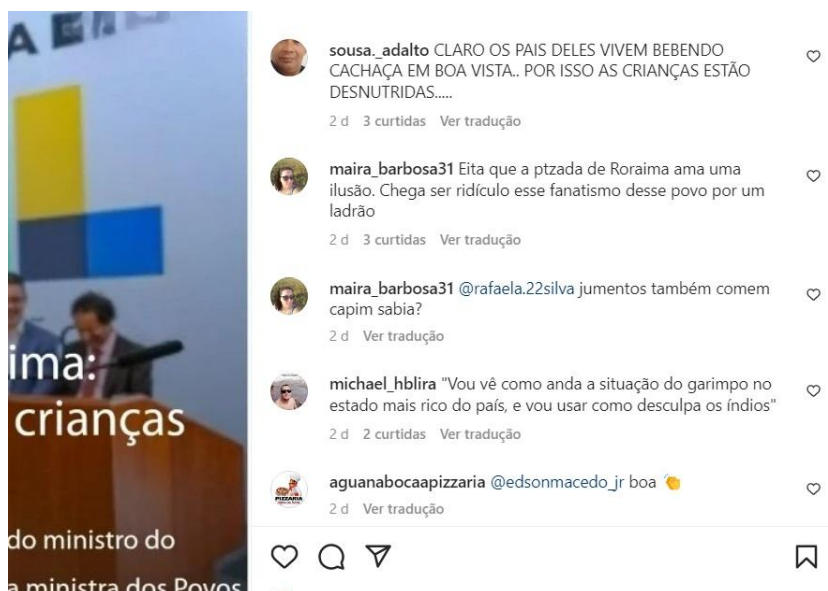 ima:
crianças
do ministro do
a ministra dos Povos
sousa._adalto CLARO OS PAIS DELES VIVEM BEBENDO
CACHAÇA EM BOA VISTA.. POR ISSO AS CRIANÇAS ESTÃO
DESNUTRIDAS.....
2 d 3 curtidas Ver tradução
maira_barbosa31 Eita que a ptzada de Roraima ama uma
ilusão. Chega ser ridículo esse fanatismo desse povo por um
ladrão
2 d 3 curtidas Ver tradução
maira_barbosa31 @rafaela.22silva jumentos também comem
capim sabia?
2 d Ver tradução
michael_hblira "Vou vê como anda a situação do garimpo no
estado mais rico do país, e vou usar como desculpa os índios"
2 d 2 curtidas Ver tradução
PIZZARIA
aguanabocaapizzaria @edsonmacedo_jr boa 👏
2 d Ver tradução